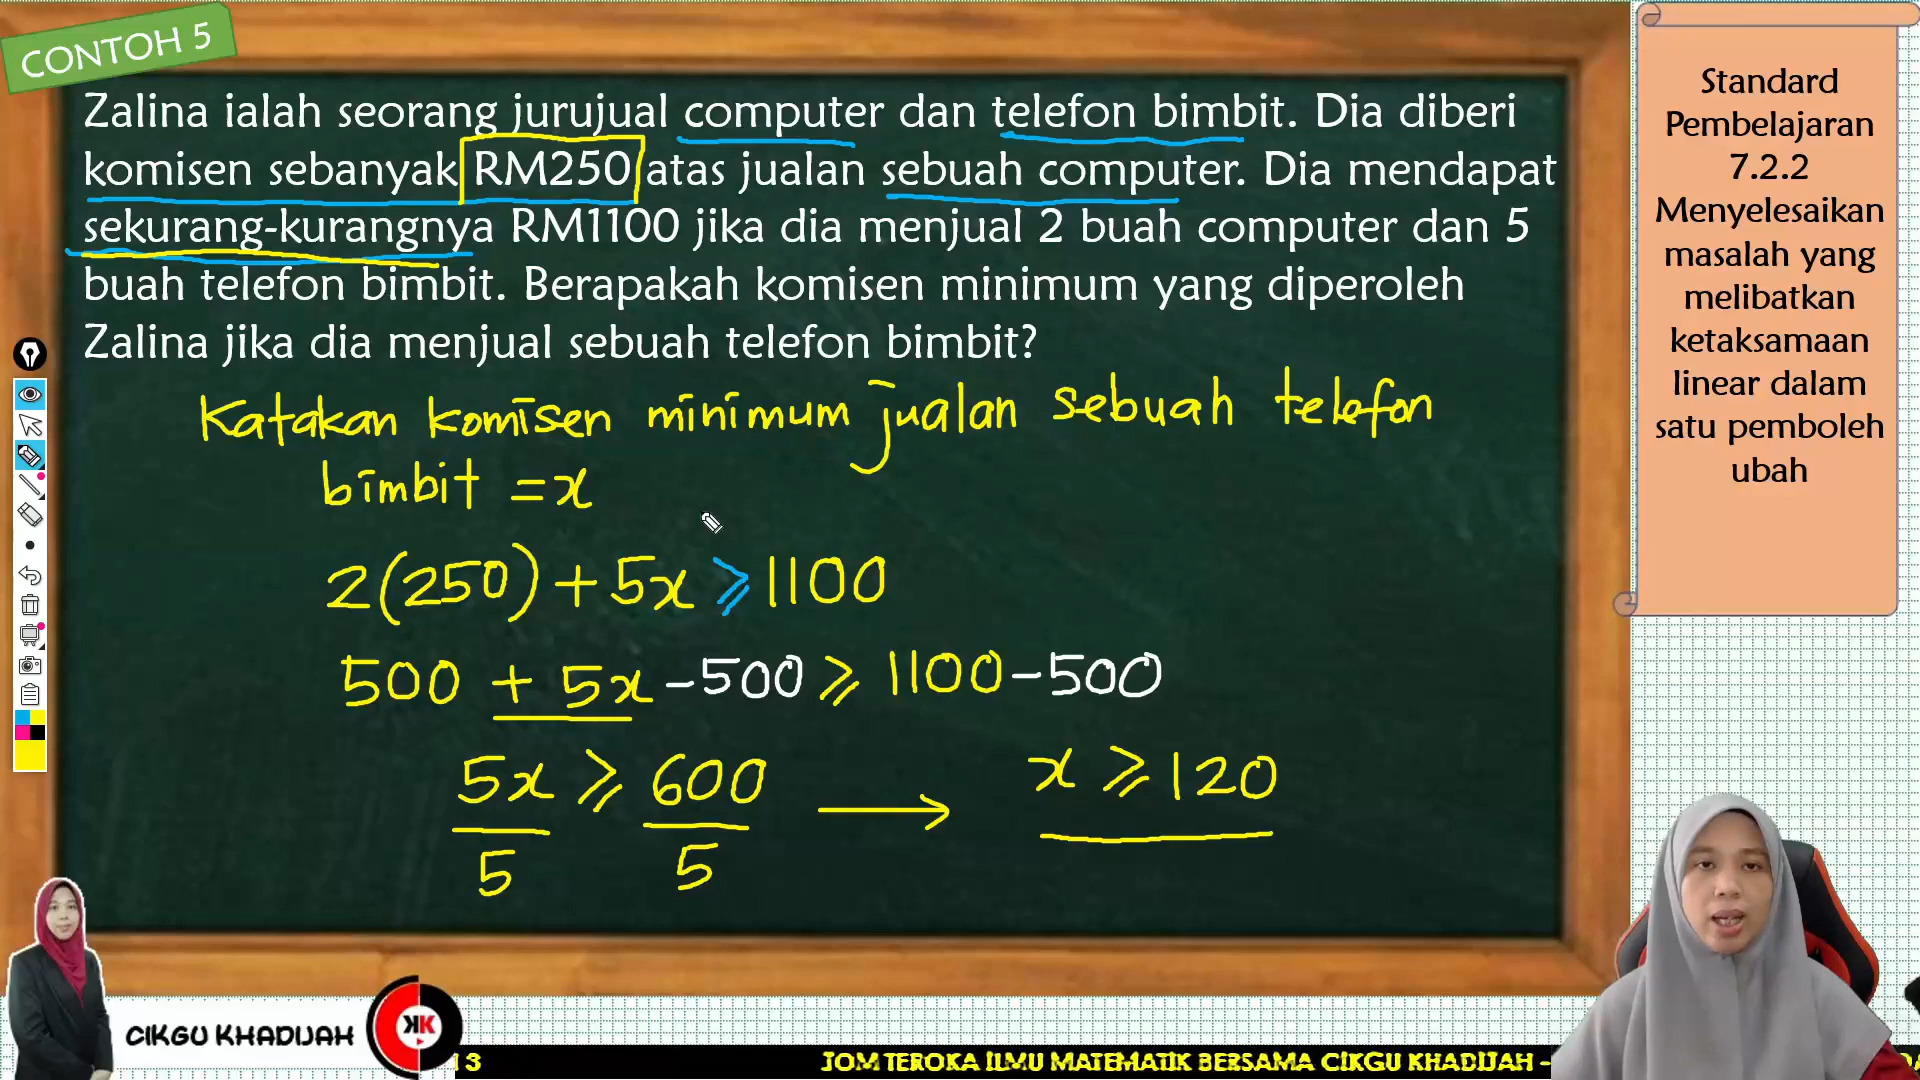 CONTOH 5
Zalina ialah seorang jurujual computer dan telefon bimbit. Dia diberi
komisen sebanyak RM250 atas jualan sebuah computer. Dia mendapat
sekurang-kurangnya RM1100 jika dia menjual 2 buah computer dan 5
buah telefon bimbit. Berapakah komisen minimum yang diperoleh
Zalina jika dia menjual sebuah telefon bimbit?
Katakan komisen minimum jualan sebuah telefon
bimbit = x
2(250) + 5x ⩾ 1100
500 + 5x - 500 ⩾ 1100 - 500
5x ⩾ 600 → x ⩾ 120
5 5
Standard
Pembelajaran
7.2.2
Menyelesaikan
masalah yang
melibatkan
ketaksamaan
linear dalam
satu pemboleh
ubah
CIKGU KHADIJAH
KK
3 JOM TEROKA ILMU MATEMATIK BERSAMA CIKGU KHADIJAH -